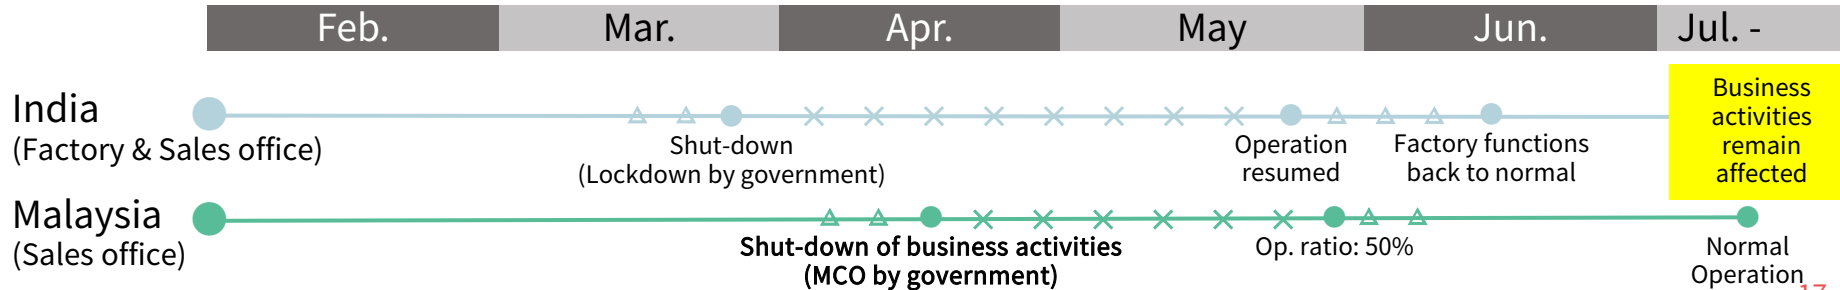 Feb. Mar. Apr. May Jun. Jul. -
India
(Factory & Sales office)
Shut-down
(Lockdown by government)
Operation
resumed
Factory functions
back to normal
Business
activities
remain
affected
Malaysia
(Sales office)
Shut-down of business activities
(MCO by government)
Op. ratio: 50%
Normal
Operation
17